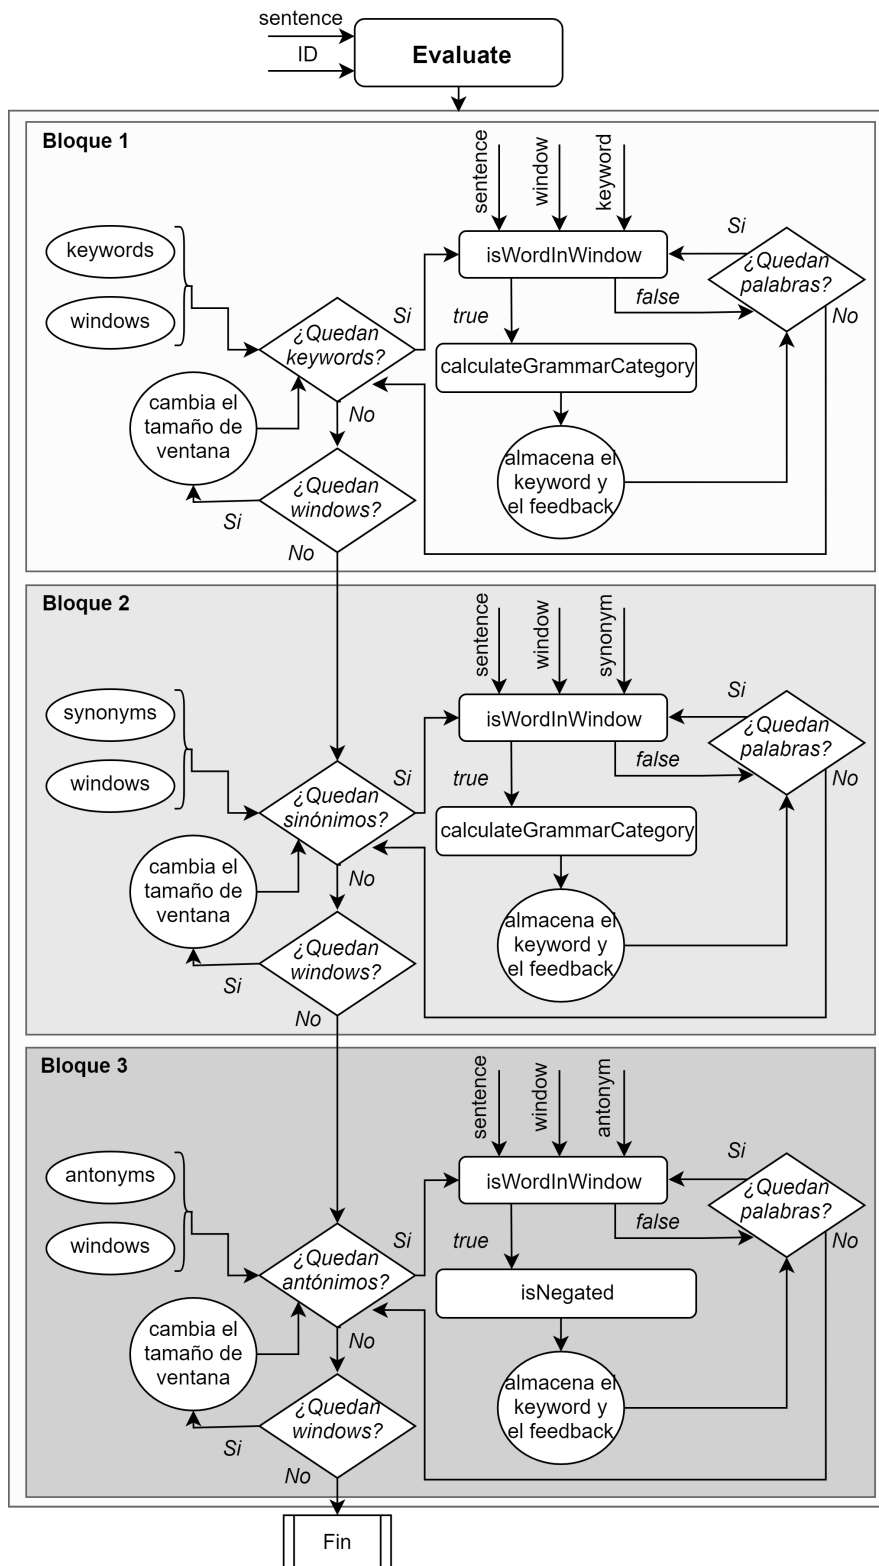 sentence
ID
Evaluate
Bloque 1
sentence
window
keyword
keywords
windows
isWordInWindow
Si
¿Quedan
palabras?
No
true
false
¿Quedan
keywords?
Si
calculateGrammarCategory
cambia el
tamaño de
ventana
No
almacena el
keyword y
el feedback
¿Quedan
windows?
Si
No
Bloque 2
sentence
window
synonym
synonyms
windows
isWordInWindow
Si
¿Quedan
palabras?
No
true
false
¿Quedan
sinónimos?
Si
calculateGrammarCategory
cambia el
tamaño de
ventana
No
almacena el
keyword y
el feedback
¿Quedan
windows?
Si
No
Bloque 3
sentence
window
antonym
antonyms
windows
isWordInWindow
Si
¿Quedan
palabras?
No
true
false
¿Quedan
antónimos?
Si
isNegated
cambia el
tamaño de
ventana
No
almacena el
keyword y
el feedback
¿Quedan
windows?
Si
No
Fin